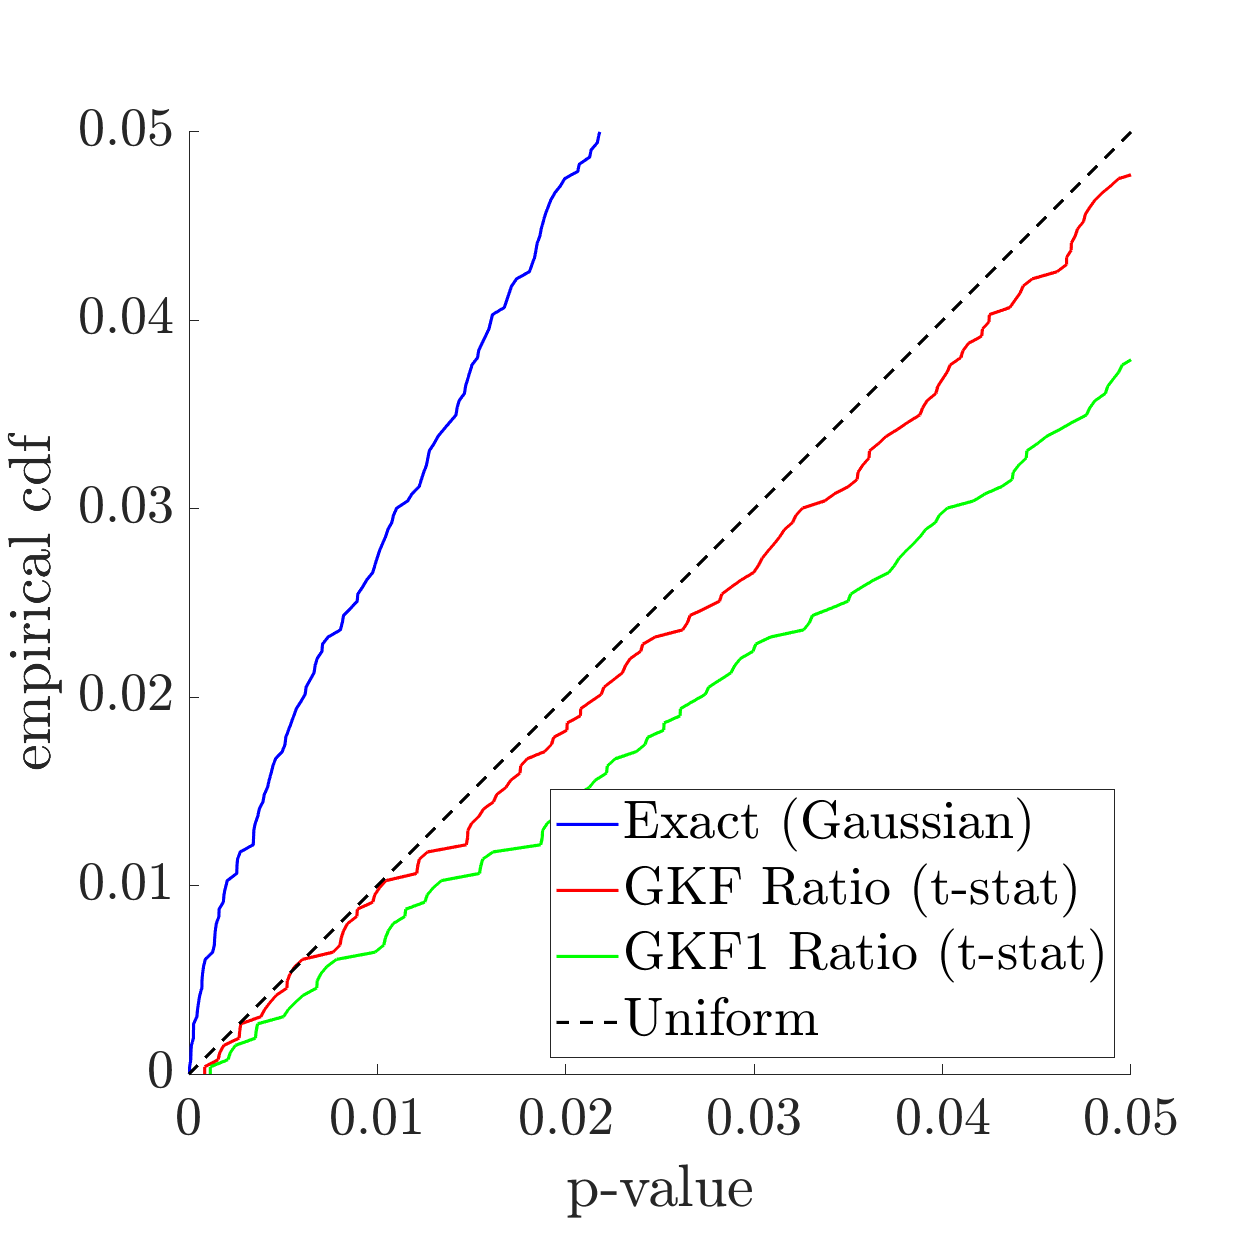 0.05
0.04
0.03
0.02
0.01
0
empirical cdf
Exact (Gaussian)
GKF Ratio (t-stat)
GKF1 Ratio (t-stat)
Uniform
0 0.01 0.02 0.03 0.04 0.05
p-value